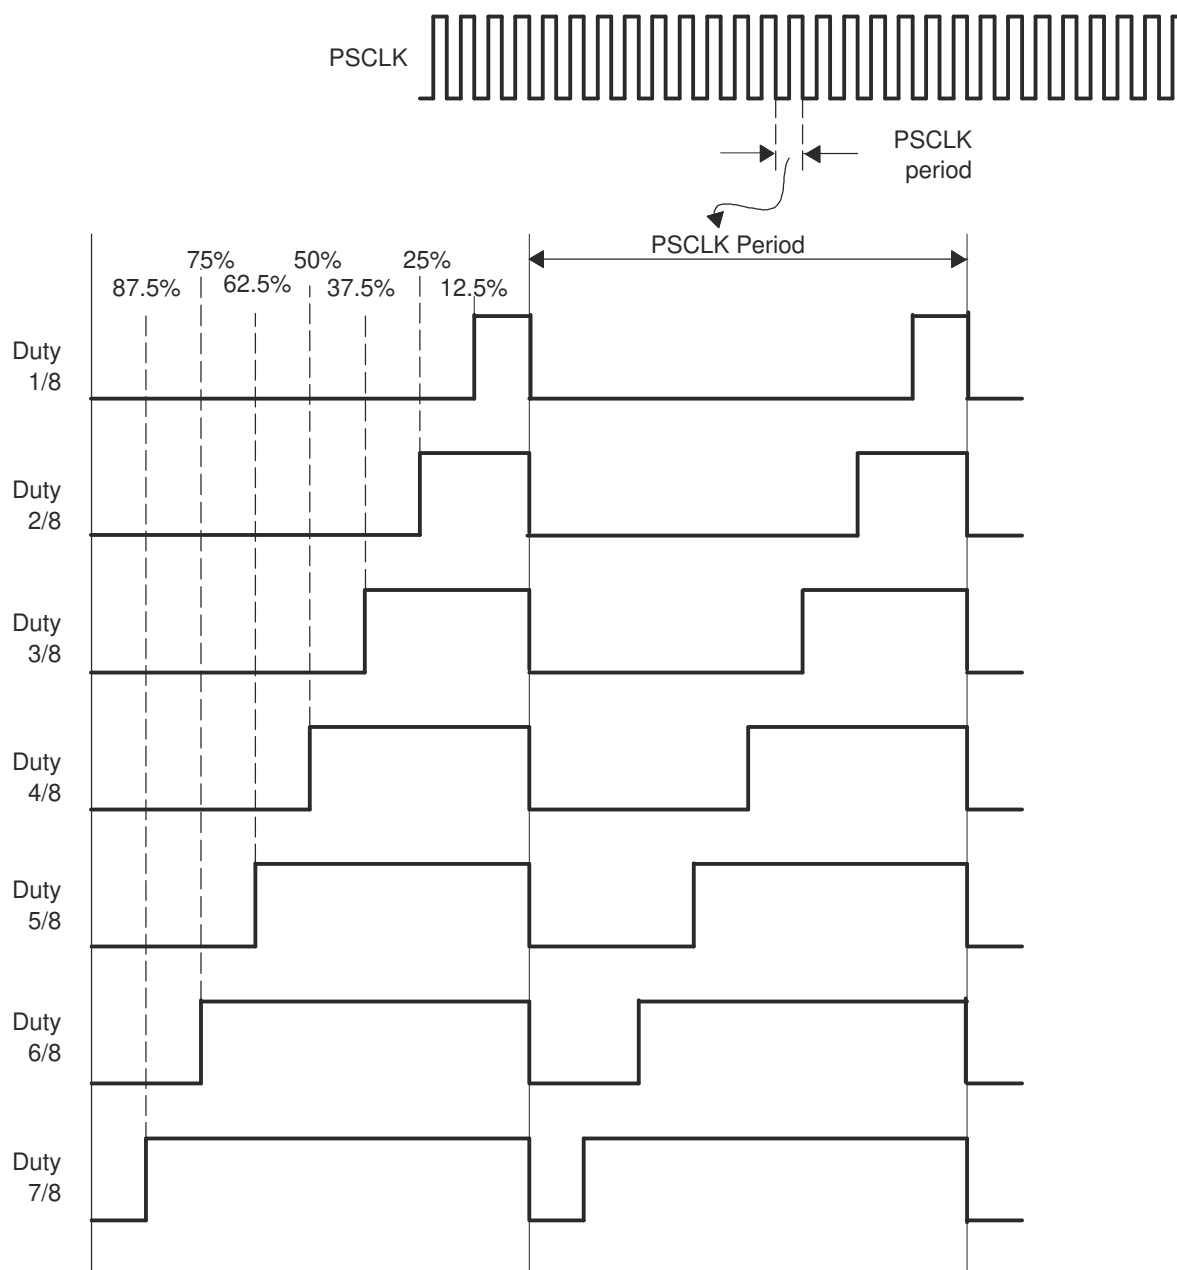 PSCLK
PSCLK
period
PSCLK Period
75%
50%
25%
87.5%
62.5%
37.5%
12.5%
Duty
1/8
Duty
2/8
Duty
3/8
Duty
4/8
Duty
5/8
Duty
6/8
Duty
7/8